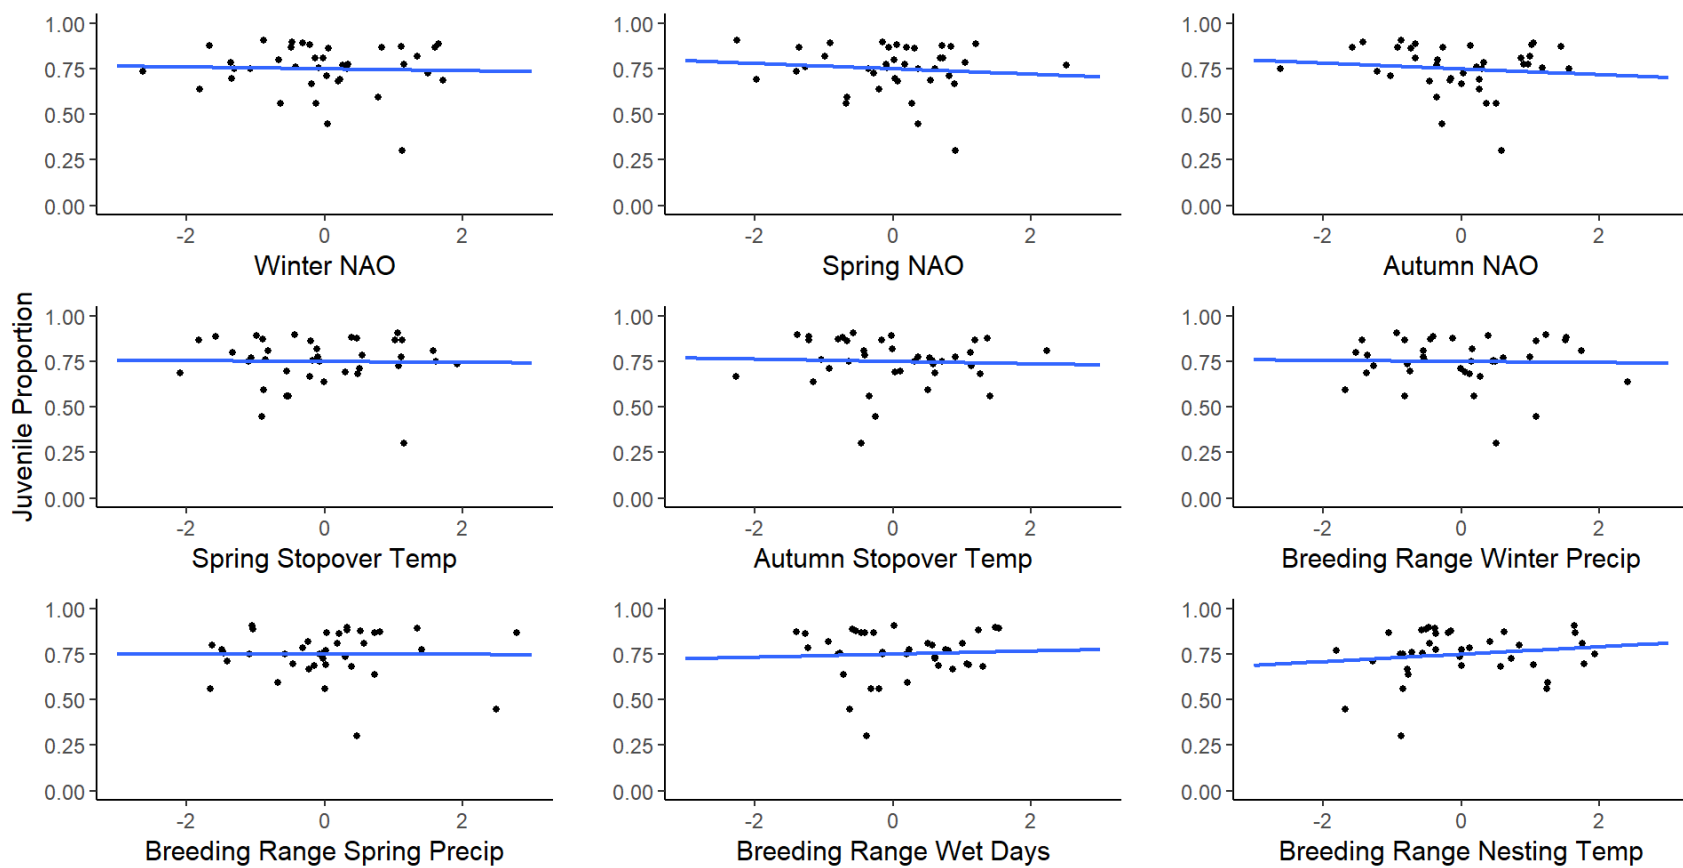 1.00
0.75
0.50
0.25
0.00
-2 0 2
Winter NAO
1.00
0.75
0.50
0.25
0.00
-2 0 2
Spring NAO
1.00
0.75
0.50
0.25
0.00
-2 0 2
Autumn NAO
Juvenile Proportion
1.00
0.75
0.50
0.25
0.00
-2 0 2
Spring Stopover Temp
1.00
0.75
0.50
0.25
0.00
-2 0 2
Autumn Stopover Temp
1.00
0.75
0.50
0.25
0.00
-2 0 2
Breeding Range Winter Precip
1.00
0.75
0.50
0.25
0.00
-2 0 2
Breeding Range Spring Precip
1.00
0.75
0.50
0.25
0.00
-2 0 2
Breeding Range Wet Days
1.00
0.75
0.50
0.25
0.00
-2 0 2
Breeding Range Nesting Temp